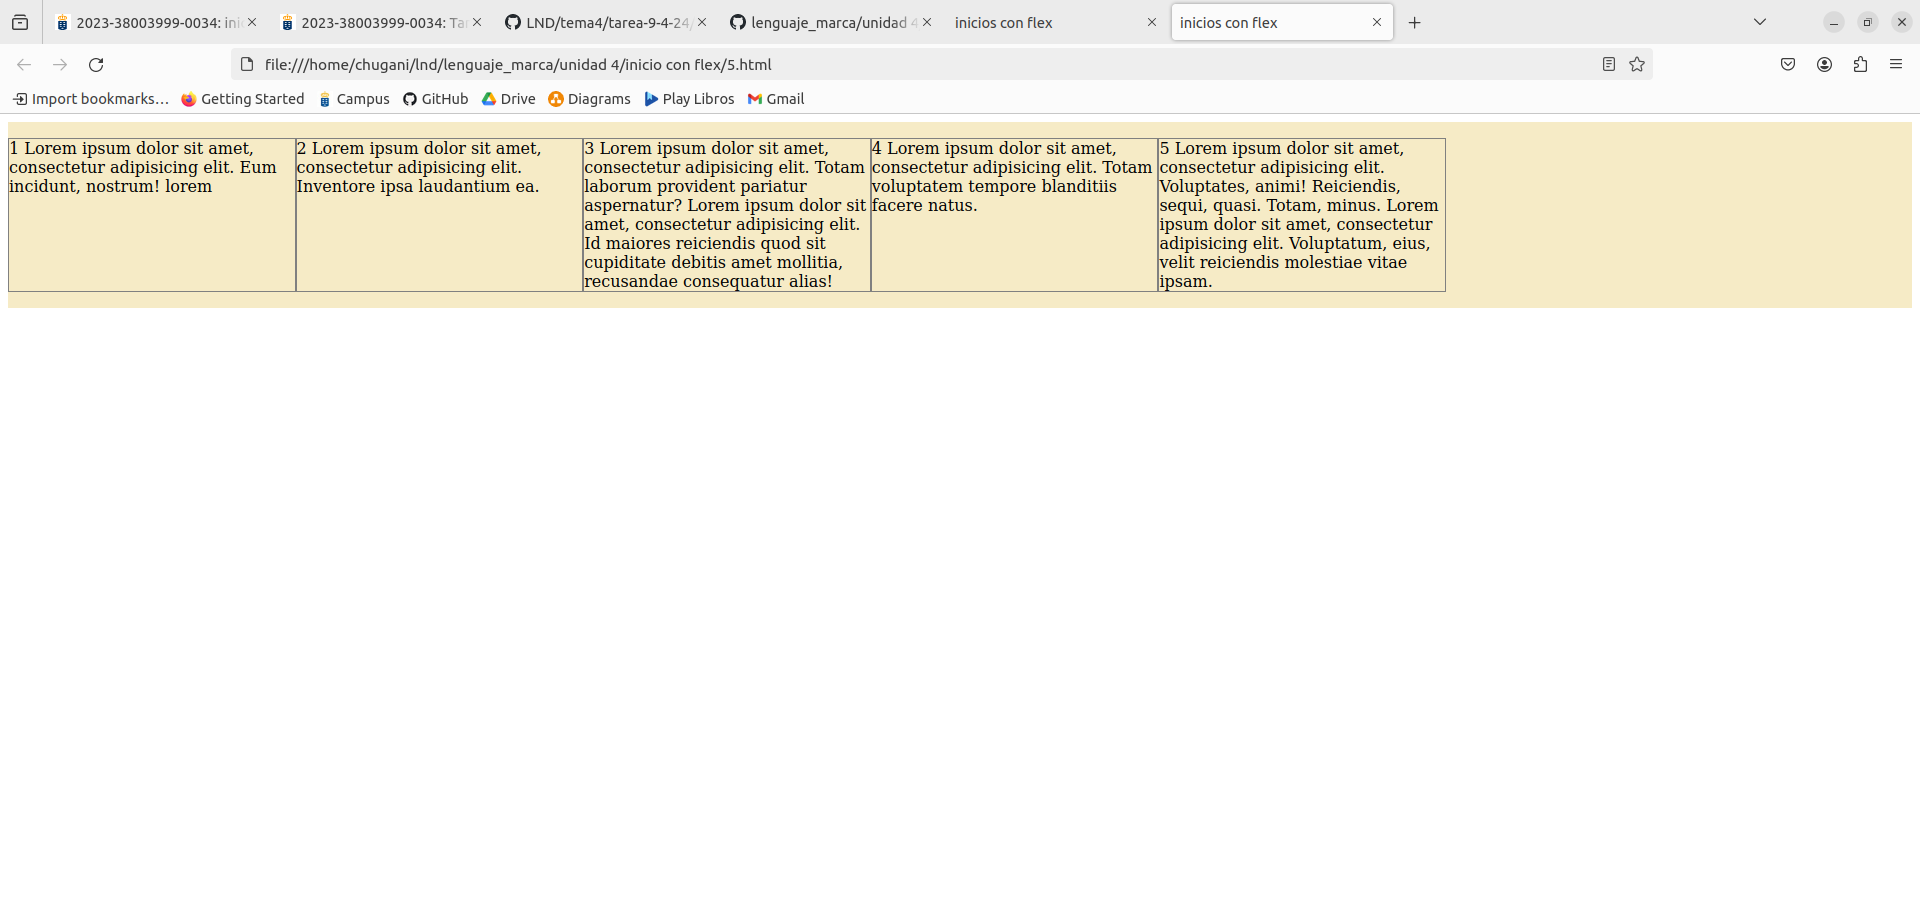 2023-38003999-0034: ini
2023-38003999-0034: Ta
LND/tema4/tarea-9-4-24/
lenguaje_marca/unidad 4
inicios con flex
inicios con flex
file:///home/chugani/lnd/lenguaje_marca/unidad 4/inicio con flex/5.html
Import bookmarks…
Getting Started
Campus
GitHub
Drive
Diagrams
Play Libros
Gmail
1 Lorem ipsum dolor sit amet,
consectetur adipisicing elit. Eum
incidunt, nostrum! lorem
2 Lorem ipsum dolor sit amet,
consectetur adipisicing elit.
Inventore ipsa laudantium ea.
3 Lorem ipsum dolor sit amet,
consectetur adipisicing elit. Totam
laborum provident pariatur
aspernatur? Lorem ipsum dolor sit
amet, consectetur adipisicing elit.
Id maiores reiciendis quod sit
cupiditate debitis amet mollitia,
recusandae consequatur alias!
4 Lorem ipsum dolor sit amet,
consectetur adipisicing elit. Totam
voluptatem tempore blanditiis
facere natus.
5 Lorem ipsum dolor sit amet,
consectetur adipisicing elit.
Voluptates, animi! Reiciendis,
sequi, quasi. Totam, minus. Lorem
ipsum dolor sit amet, consectetur
adipisicing elit. Voluptatum, eius,
velit reiciendis molestiae vitae
ipsam.